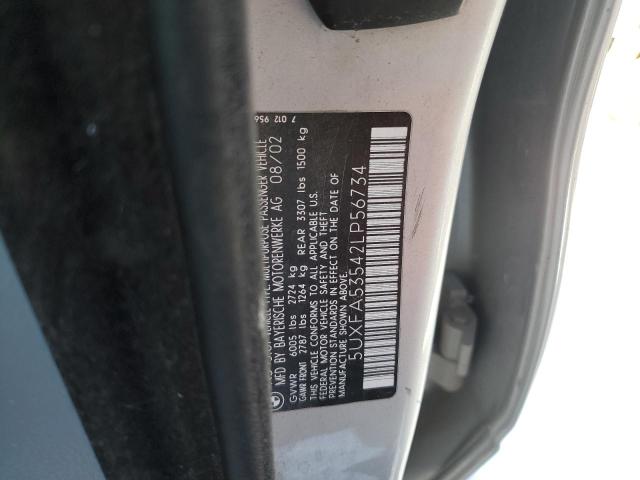 MULTIPURPOSE PASSENGER VEHICLE
MFD BY BAYERISCHE MOTORENWERKE AG 08/02
GVWR 6005 lbs 2724 kg
GAWR FRONT 2787 lbs 1264 kg REAR 3307 lbs 1500 kg
THIS VEHICLE CONFORMS TO ALL APPLICABLE U.S.
FEDERAL MOTOR VEHICLE SAFETY AND THEFT
PREVENTION STANDARDS IN EFFECT ON THE DATE OF
MANUFACTURE SHOWN ABOVE.
5UXFA53542LP56734
7 012 956